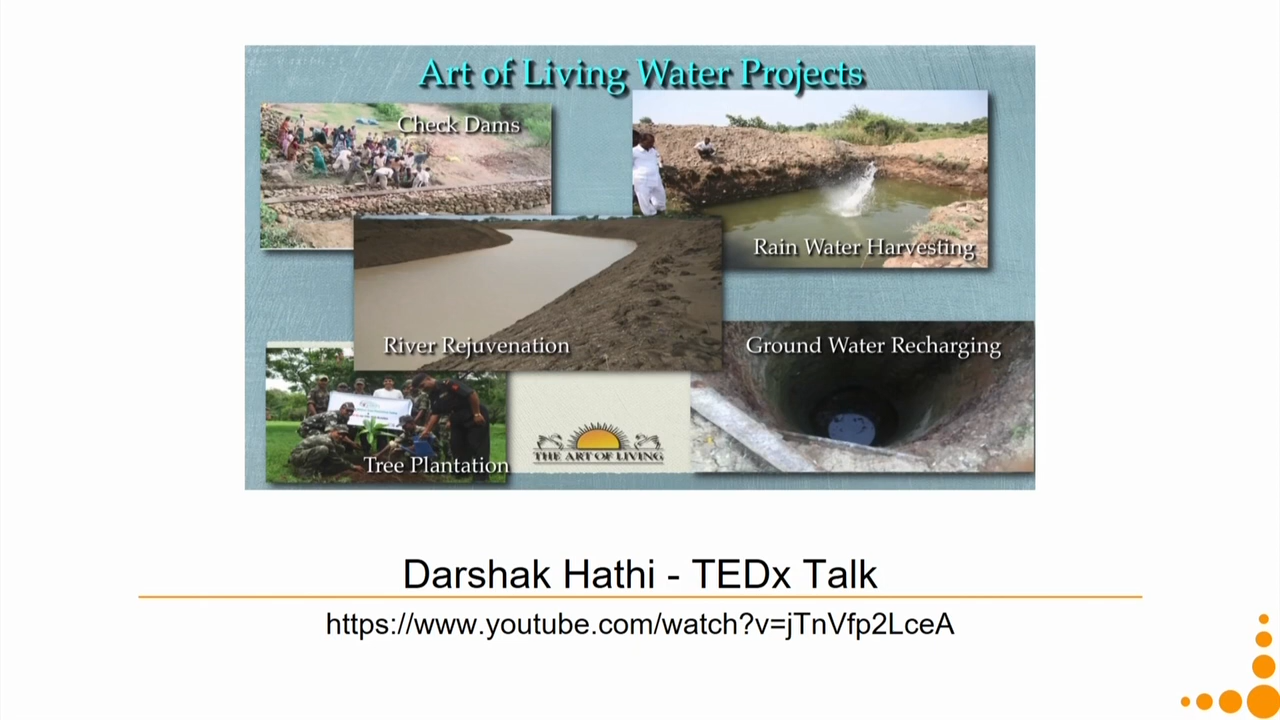 Art of Living Water Projects
Check Dams
Rain Water Harvesting
River Rejuvenation
Ground Water Recharging
Tree Plantation
THE ART OF LIVING
Darshak Hathi - TEDx Talk
https://www.youtube.com/watch?v=jTnVfp2LceA